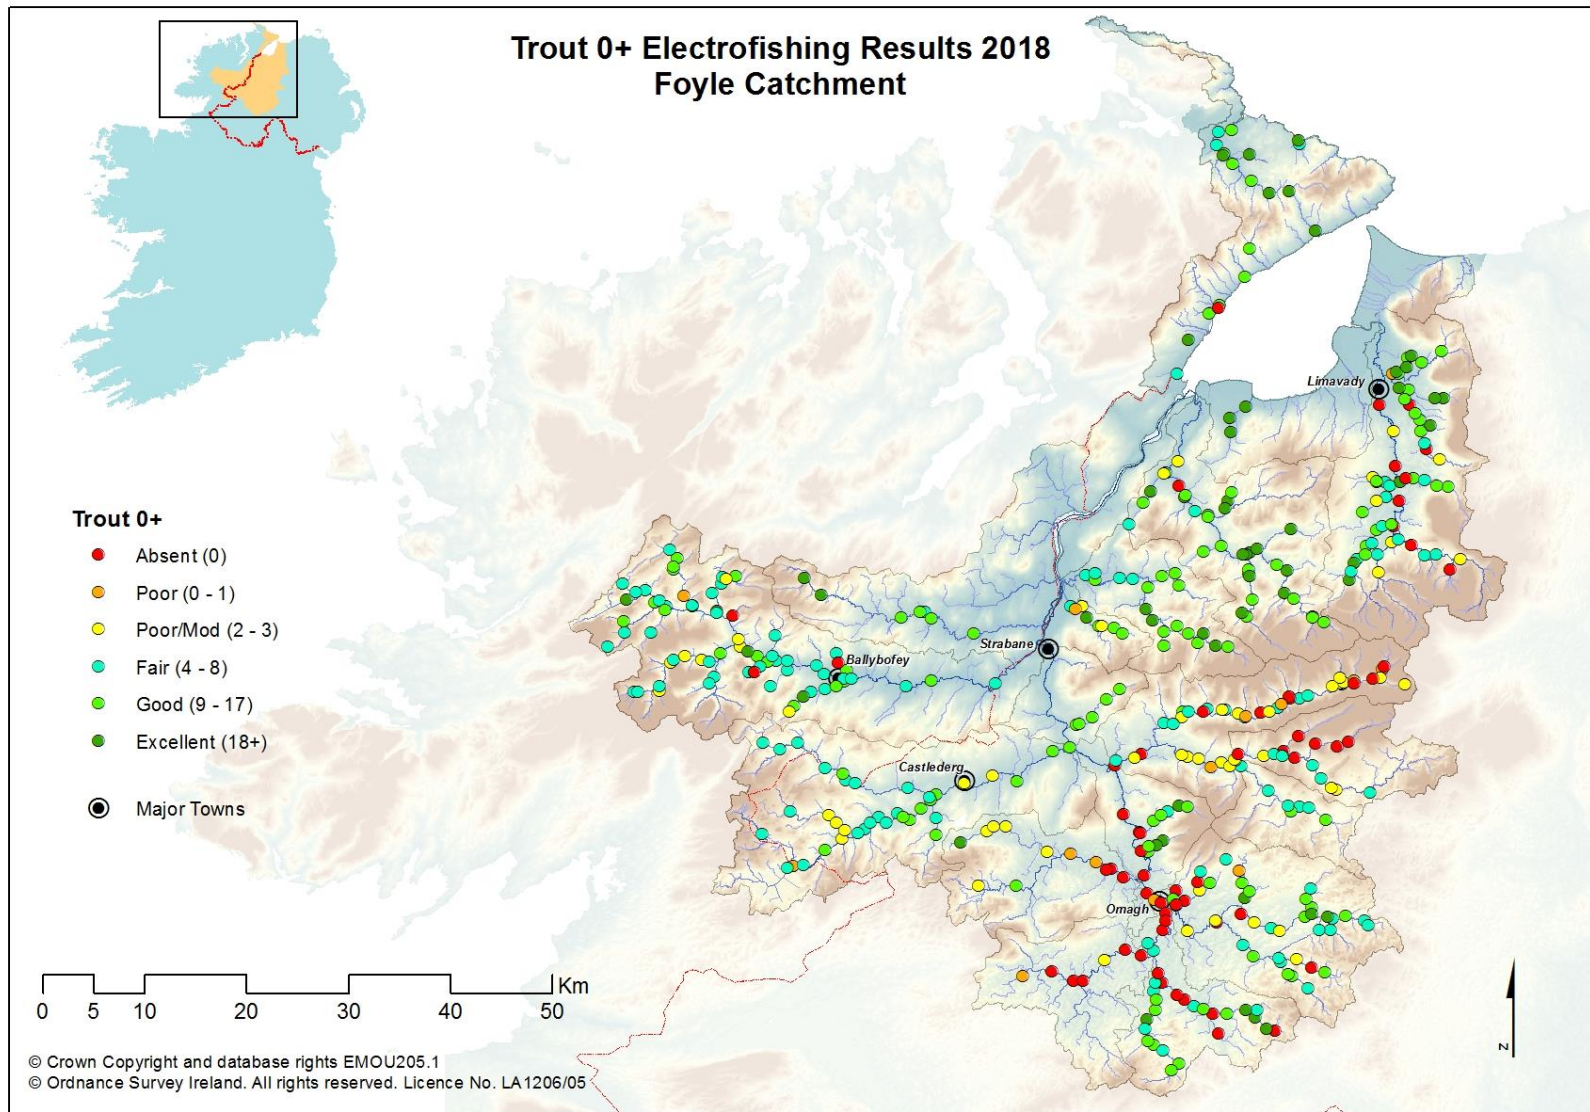 Trout 0+ Electrofishing Results 2018
Foyle Catchment
Limavady
Trout 0+
Absent (0)
Poor (0 - 1)
Poor/Mod (2 - 3)
Fair (4 - 8)
Good (9 - 17)
Excellent (18+)
Major Towns
Strabane
Ballybofey
Castlederg
Omagh
Km
0 5 10 20 30 40 50
N
© Crown Copyright and database rights EMOU205.1
© Ordnance Survey Ireland. All rights reserved. Licence No. LA1206/05